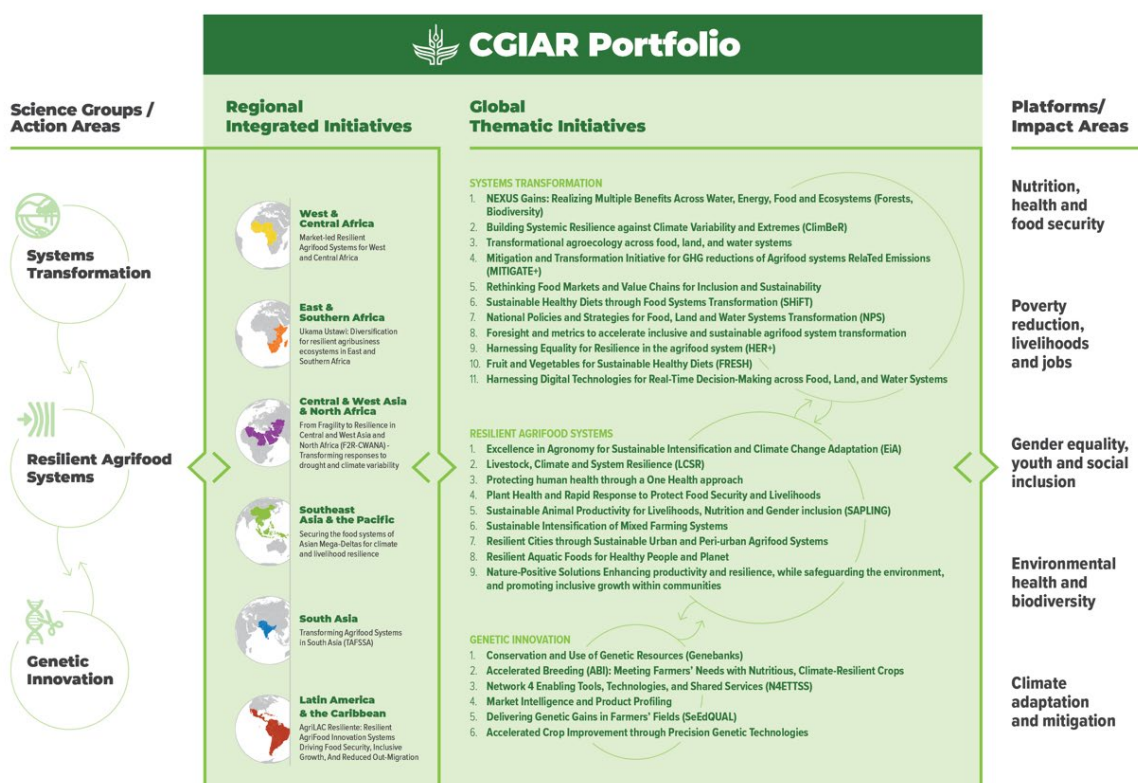 CGIAR Portfolio
Science Groups /
Action Areas
Systems
Transformation
Resilient Agrifood
Systems
Genetic
Innovation
Regional
Integrated Initiatives
West &
Central Africa
Market-led Resilient
Agrifood Systems for West
and Central Africa
East &
Southern Africa
Ukama Ustawi: Diversification
for resilient agribusiness
ecosystems in East and
Southern Africa
Central & West Asia
& North Africa
From Fragility to Resilience in
Central and West Asia and
North Africa (F2R-CWANA) -
Transforming responses to
drought and climate variability
Southeast
Asia & the Pacific
Securing the food systems of
Asian Mega-Deltas for climate
and livelihood resilience
South Asia
Transforming Agrifood Systems
in South Asia (TAFSSA)
Latin America
& the Caribbean
AgriLAC Resiliente: Resilient
AgriFood Innovation Systems
Driving Food Security, Inclusive
Growth, And Reduced Out-Migration
Global
Thematic Initiatives
SYSTEMS TRANSFORMATION
1. NEXUS Gains: Realizing Multiple Benefits Across Water, Energy, Food and Ecosystems (Forests,
Biodiversity)
2. Building Systemic Resilience against Climate Variability and Extremes (ClimBeR)
3. Transformational agroecology across food, land, and water systems
4. Mitigation and Transformation Initiative for GHG reductions of Agrifood systems RelaTed Emissions
(MITIGATE+)
5. Rethinking Food Markets and Value Chains for Inclusion and Sustainability
6. Sustainable Healthy Diets through Food Systems Transformation (SHiFT)
7. National Policies and Strategies for Food, Land and Water Systems Transformation (NPS)
8. Foresight and metrics to accelerate inclusive and sustainable agrifood system transformation
9. Harnessing Equality for Resilience in the agrifood system (HER+)
10. Fruit and Vegetables for Sustainable Healthy Diets (FRESH)
11. Harnessing Digital Technologies for Real-Time Decision-Making across Food, Land, and Water Systems
RESILIENT AGRIFOOD SYSTEMS
1. Excellence in Agronomy for Sustainable Intensification and Climate Change Adaptation (EiA)
2. Livestock, Climate and System Resilience (LCSR)
3. Protecting human health through a One Health approach
4. Plant Health and Rapid Response to Protect Food Security and Livelihoods
5. Sustainable Animal Productivity for Livelihoods, Nutrition and Gender inclusion (SAPLING)
6. Sustainable Intensification of Mixed Farming Systems
7. Resilient Cities through Sustainable Urban and Peri-urban Agrifood Systems
8. Resilient Aquatic Foods for Healthy People and Planet
9. Nature-Positive Solutions Enhancing productivity and resilience, while safeguarding the environment,
and promoting inclusive growth within communities
GENETIC INNOVATION
1. Conservation and Use of Genetic Resources (Genebanks)
2. Accelerated Breeding (ABI): Meeting Farmers' Needs with Nutritious, Climate-Resilient Crops
3. Network 4 Enabling Tools, Technologies, and Shared Services (N4ETTSS)
4. Market Intelligence and Product Profiling
5. Delivering Genetic Gains in Farmers' Fields (SeEdQUAL)
6. Accelerated Crop Improvement through Precision Genetic Technologies
Platforms/
Impact Areas
Nutrition,
health and
food security
Poverty
reduction,
livelihoods
and jobs
Gender equality,
youth and social
inclusion
Environmental
health and
biodiversity
Climate
adaptation
and mitigation